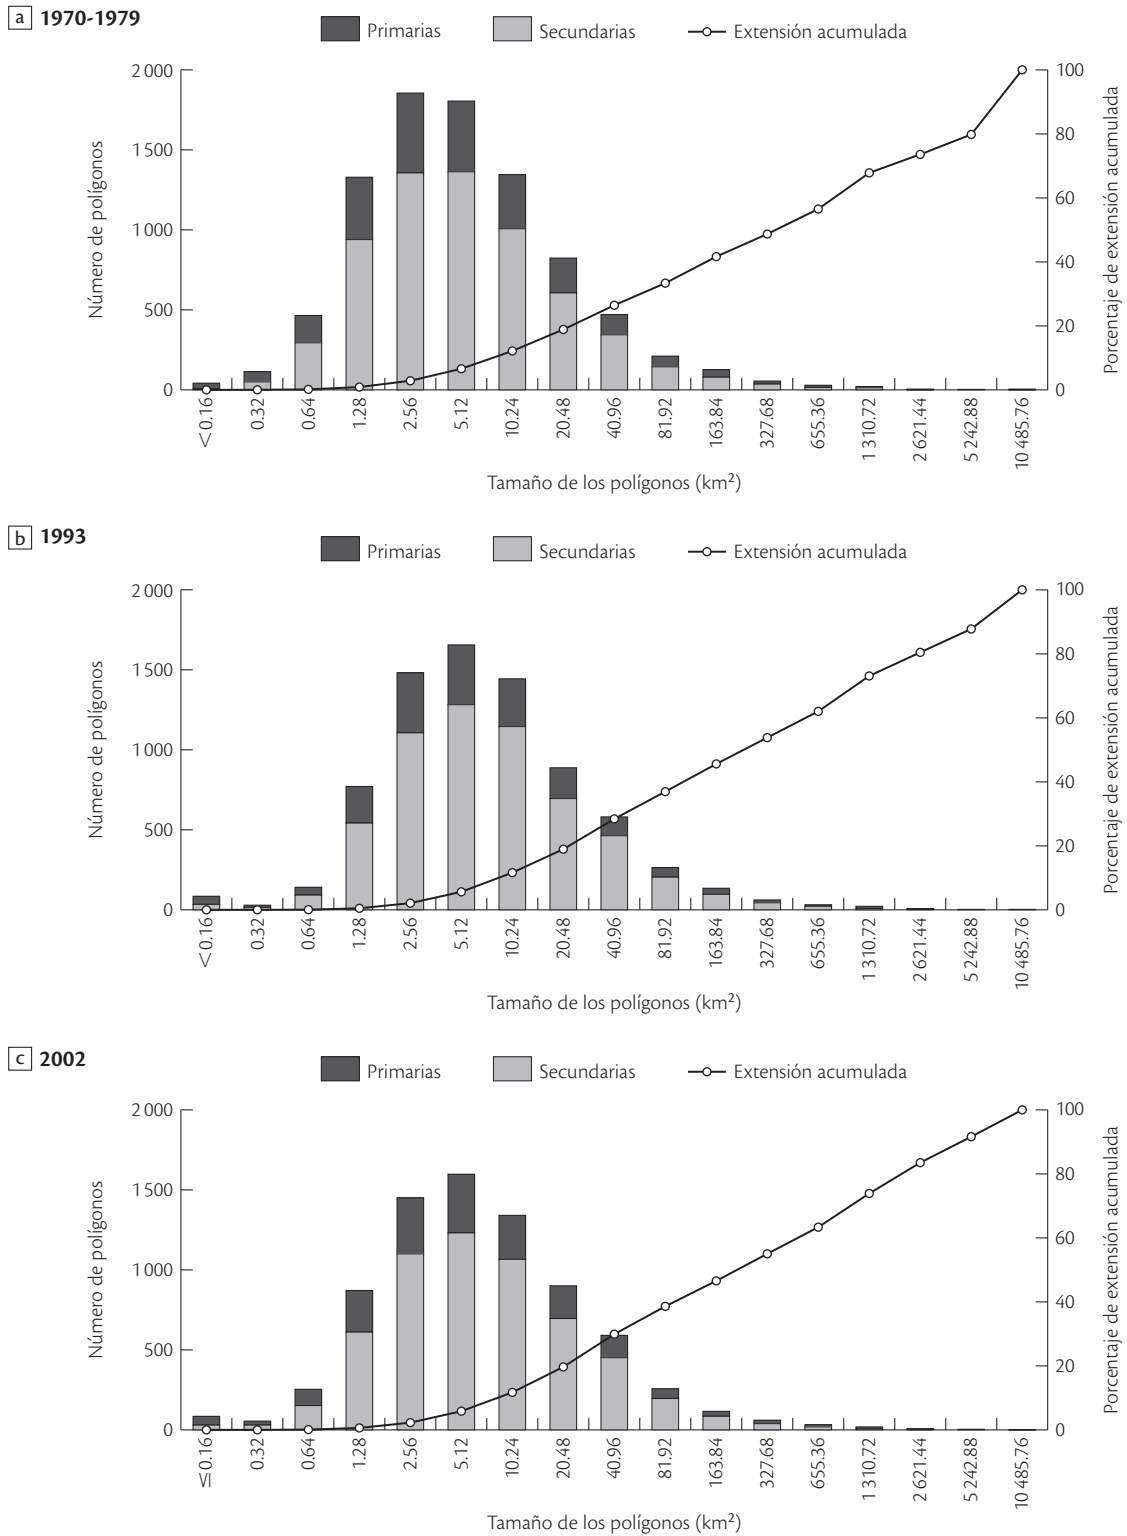 a 1970-1979
Primarias Secundarias Extensión acumulada
Número de polígonos
2 000
1 500
1 000
500
0
Porcentaje de extensión acumulada
100
80
60
40
20
0
< 0.16 0.32 0.64 1.28 2.56 5.12 10.24 20.48 40.96 81.92 163.84 327.68 655.36 1 310.72 2 621.44 5 242.88 10 485.76
Tamaño de los polígonos (km²)
b 1993
Primarias Secundarias Extensión acumulada
Número de polígonos
2 000
1 500
1 000
500
0
Porcentaje de extensión acumulada
100
80
60
40
20
0
< 0.16 0.32 0.64 1.28 2.56 5.12 10.24 20.48 40.96 81.92 163.84 327.68 655.36 1 310.72 2 621.44 5 242.88 10 485.76
Tamaño de los polígonos (km²)
c 2002
Primarias Secundarias Extensión acumulada
Número de polígonos
2 000
1 500
1 000
500
0
Porcentaje de extensión acumulada
100
80
60
40
20
0
≤ 0.16 0.32 0.64 1.28 2.56 5.12 10.24 20.48 40.96 81.92 163.84 327.68 655.36 1 310.72 2 621.44 5 242.88 10 485.76
Tamaño de los polígonos (km²)